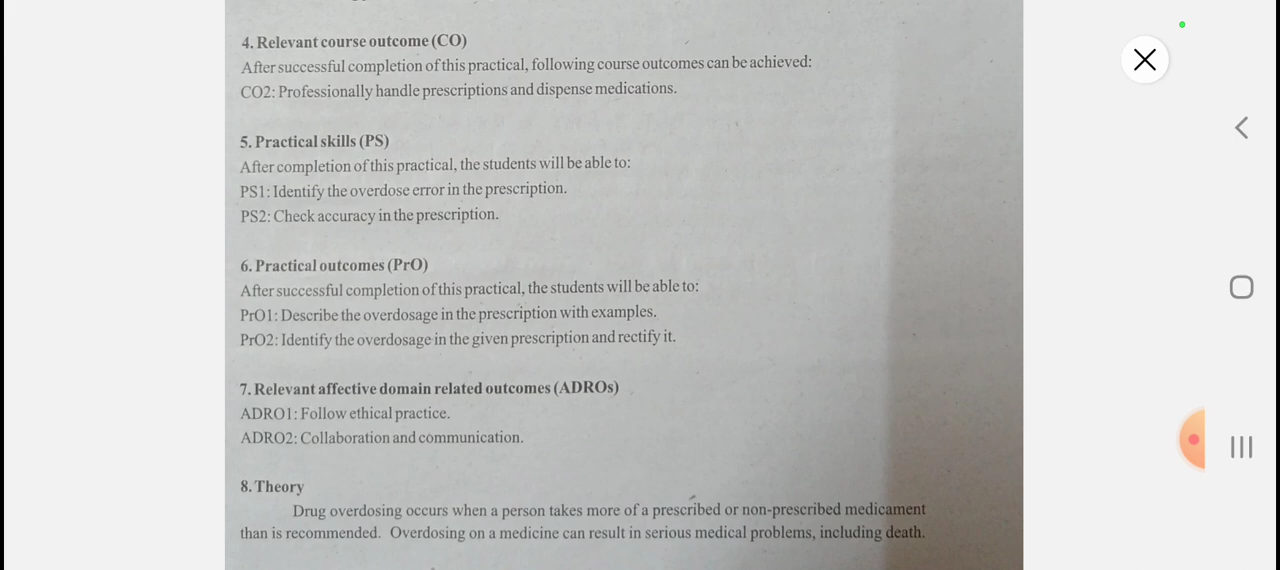 4. Relevant course outcome (CO)
After successful completion of this practical, following course outcomes can be achieved:
CO2: Professionally handle prescriptions and dispense medications.
5. Practical skills (PS)
After completion of this practical, the students will be able to:
PS1: Identify the overdose error in the prescription.
PS2: Check accuracy in the prescription.
6. Practical outcomes (PrO)
After successful completion of this practical, the students will be able to:
PrO1: Describe the overdosage in the prescription with examples.
PrO2: Identify the overdosage in the given prescription and rectify it.
7. Relevant affective domain related outcomes (ADROs)
ADRO1: Follow ethical practice.
ADRO2: Collaboration and communication.
8. Theory
Drug overdosing occurs when a person takes more of a prescribed or non-prescribed medicament
than is recommended. Overdosing on a medicine can result in serious medical problems, including death.